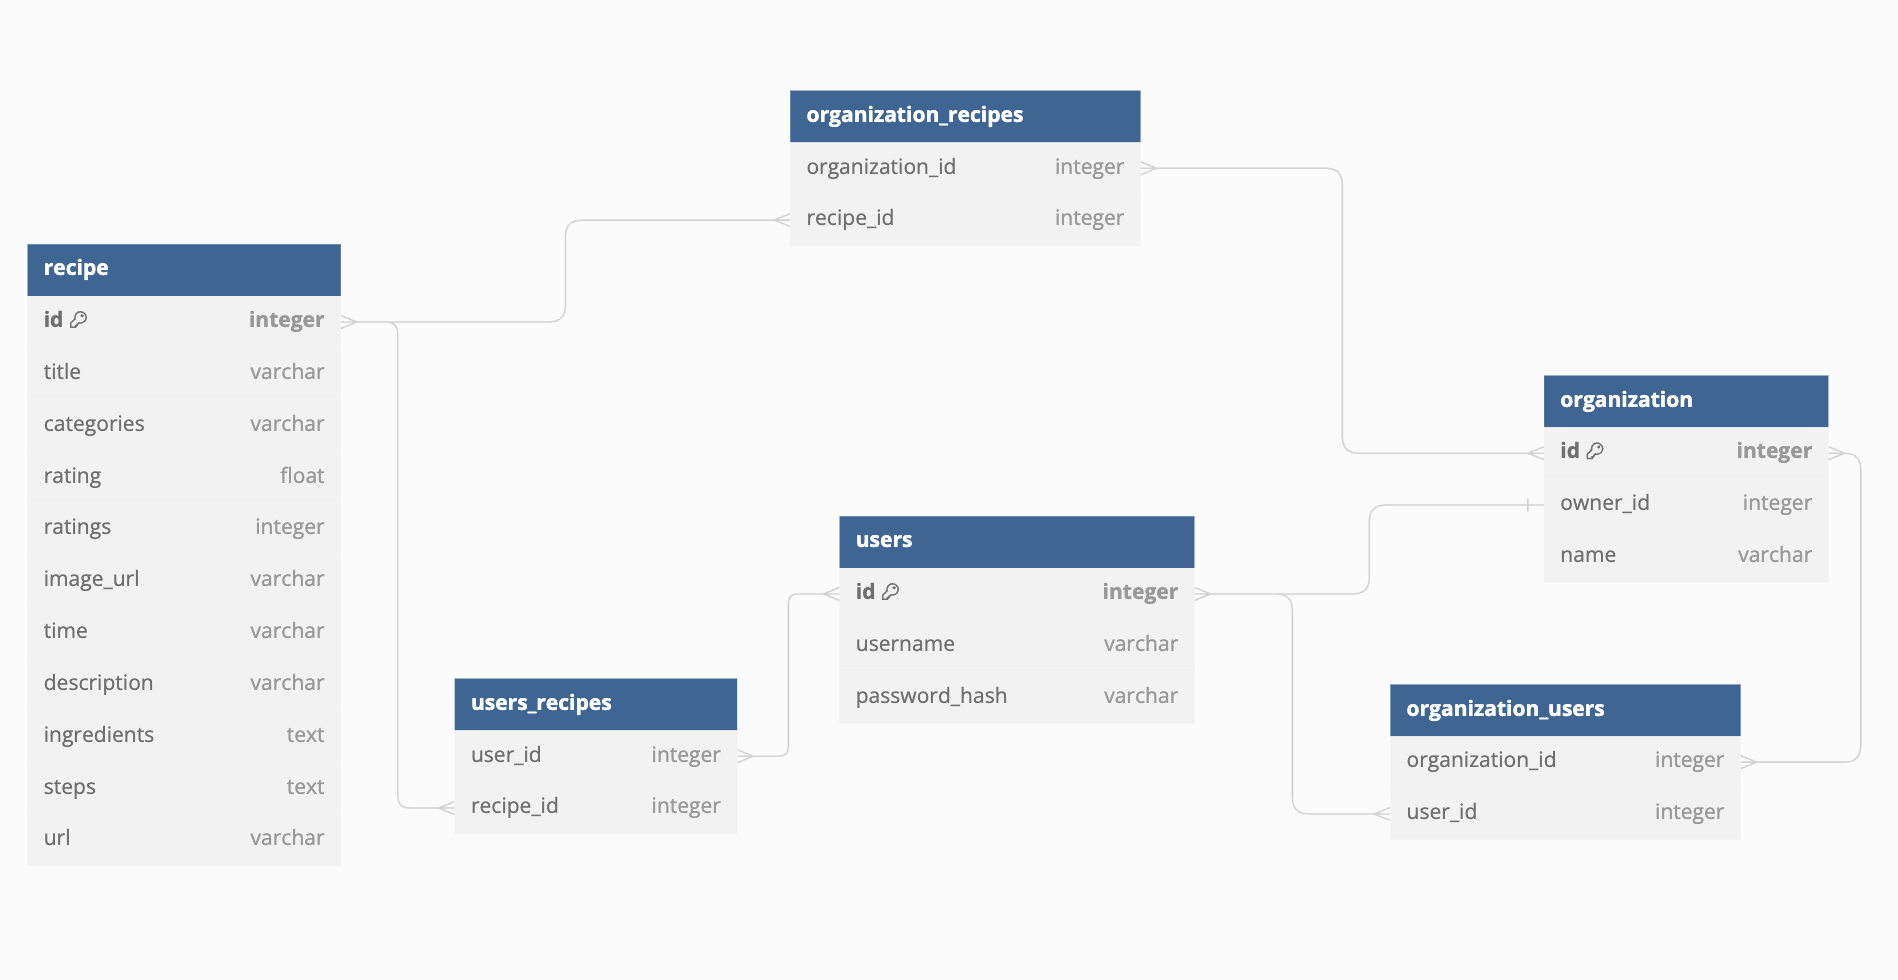 organization_recipes
organization_id integer
recipe_id integer
recipe
id integer
title varchar
categories varchar
rating float
ratings integer
image_url varchar
time varchar
description varchar
ingredients text
steps text
url varchar
organization
id integer
owner_id integer
name varchar
users
id integer
username varchar
password_hash varchar
users_recipes
user_id integer
recipe_id integer
organization_users
organization_id integer
user_id integer